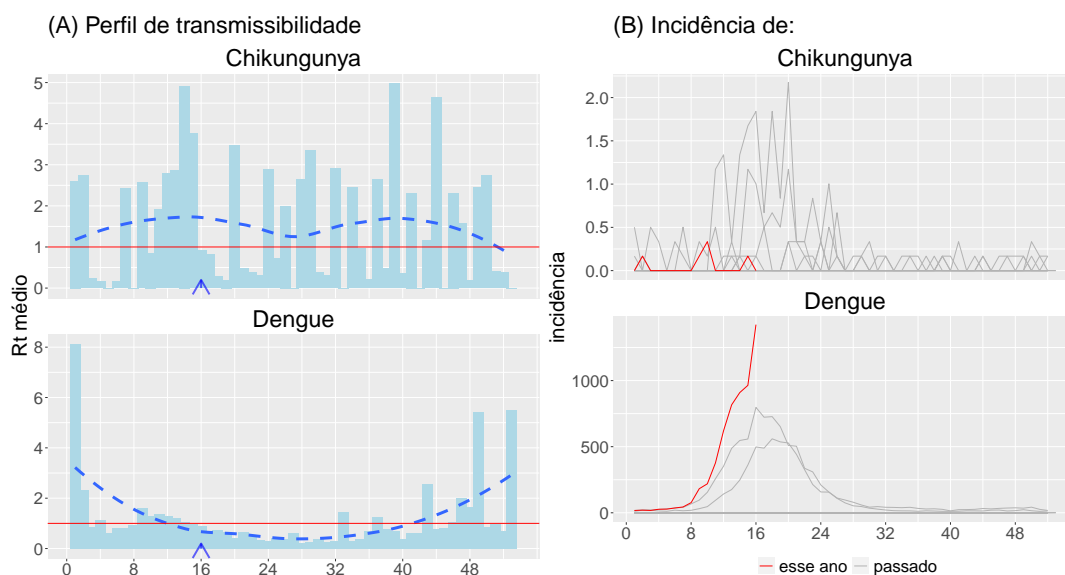 (A) Perfil de transmissibilidade
Chikungunya
5
4
3
2
1
0
Dengue
8
6
4
2
0
0 8 16 24 32 40 48
Rt médio
(B) Incidência de:
Chikungunya
2.0
1.5
1.0
0.5
0.0
Dengue
1000
500
0
0 8 16 24 32 40 48
incidência
esse ano passado